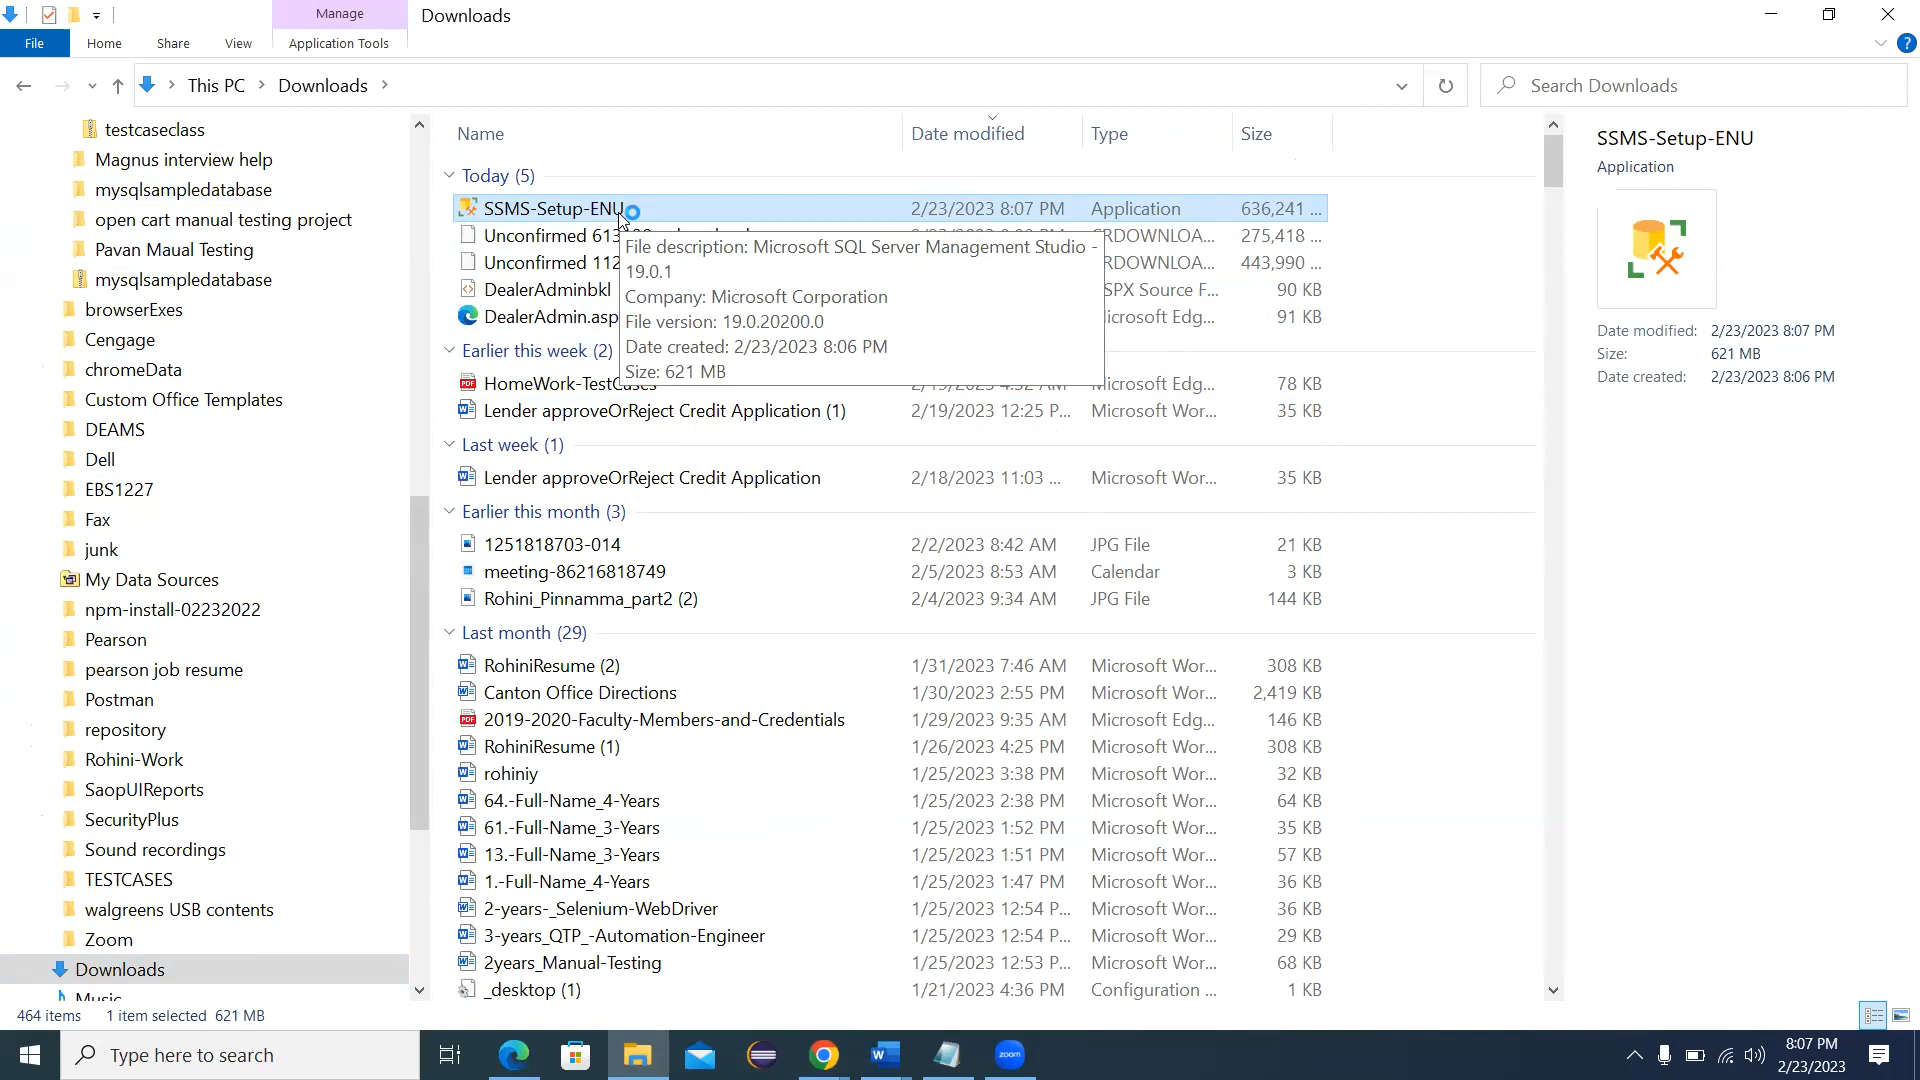 Manage
Downloads
File
Home
Share
View
Application Tools
This PC
Downloads
Search Downloads
testcaseclass
Magnus interview help
mysqlsampledatabase
open cart manual testing project
Pavan Maual Testing
mysqlsampledatabase
browserExes
Cengage
chromeData
Custom Office Templates
DEAMS
Dell
EBS1227
Fax
junk
My Data Sources
npm-install-02232022
Pearson
pearson job resume
Postman
repository
Rohini-Work
SaopUIReports
SecurityPlus
Sound recordings
TESTCASES
walgreens USB contents
Zoom
Downloads
Music
Name Date modified Type Size
Today (5)
SSMS-Setup-ENU 2/23/2023 8:07 PM Application 636,241 ...
Unconfirmed 275,418 ...
Unconfirmed 112 RDOWNLOA... 443,990 ...
DealerAdminbkl SPX Source F... 90 KB
DealerAdmin.asp icrosoft Edg... 91 KB
File description: Microsoft SQL Server Management Studio -
19.0.1
Company: Microsoft Corporation
File version: 19.0.20200.0
Date created: 2/23/2023 8:06 PM
Size: 621 MB
Earlier this week (2)
HomeWork-TestCases icrosoft Edg... 78 KB
Lender approveOrReject Credit Application (1) 2/19/2023 12:25 P... Microsoft Wor... 35 KB
Last week (1)
Lender approveOrReject Credit Application 2/18/2023 11:03 ... Microsoft Wor... 35 KB
Earlier this month (3)
1251818703-014 2/2/2023 8:42 AM JPG File 21 KB
meeting-86216818749 2/5/2023 8:53 AM Calendar 3 KB
Rohini_Pinnamma_part2 (2) 2/4/2023 9:34 AM JPG File 144 KB
Last month (29)
RohiniResume (2) 1/31/2023 7:46 AM Microsoft Wor... 308 KB
Canton Office Directions 1/30/2023 2:55 PM Microsoft Wor... 2,419 KB
2019-2020-Faculty-Members-and-Credentials 1/29/2023 9:35 AM Microsoft Edg... 146 KB
RohiniResume (1) 1/26/2023 4:25 PM Microsoft Wor... 308 KB
rohiniy 1/25/2023 3:38 PM Microsoft Wor... 32 KB
64.-Full-Name_4-Years 1/25/2023 2:38 PM Microsoft Wor... 64 KB
61.-Full-Name_3-Years 1/25/2023 1:52 PM Microsoft Wor... 35 KB
13.-Full-Name_3-Years 1/25/2023 1:51 PM Microsoft Wor... 57 KB
1.-Full-Name_4-Years 1/25/2023 1:47 PM Microsoft Wor... 36 KB
2-years-_Selenium-WebDriver 1/25/2023 12:54 P... Microsoft Wor... 36 KB
3-years_QTP_-Automation-Engineer 1/25/2023 12:54 P... Microsoft Wor... 29 KB
2years_Manual-Testing 1/25/2023 12:53 P... Microsoft Wor... 68 KB
_desktop (1) 1/21/2023 4:36 PM Configuration ... 1 KB
SSMS-Setup-ENU
Application
Date modified: 2/23/2023 8:07 PM
Size: 621 MB
Date created: 2/23/2023 8:06 PM
464 items 1 item selected 621 MB
Type here to search
zoom
8:07 PM
2/23/2023